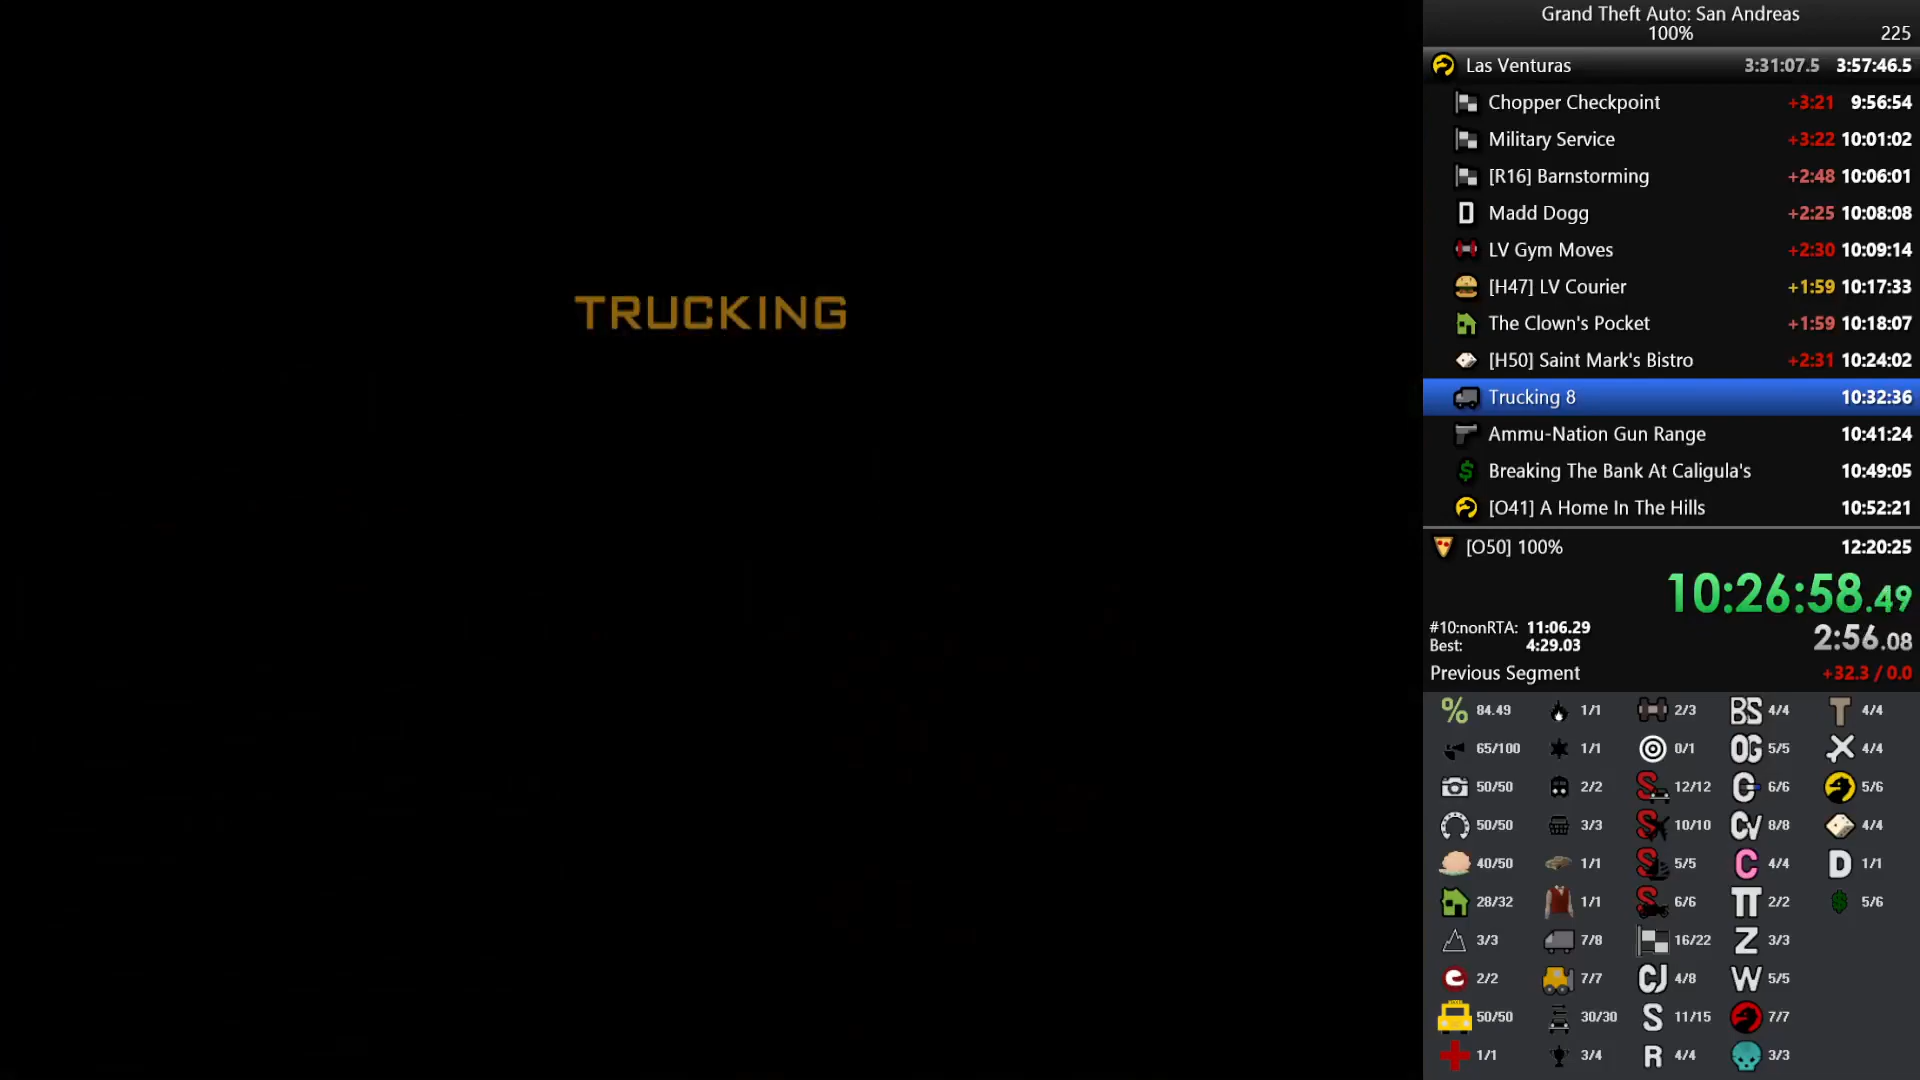 TRUCKING
Grand Theft Auto: San Andreas
100% 225
Las Venturas 3:31:07.5 3:57:46.5
Chopper Checkpoint +3:21 9:56:54
Military Service +3:22 10:01:02
[R16] Barnstorming +2:48 10:06:01
Madd Dogg +2:25 10:08:08
LV Gym Moves +2:30 10:09:14
[H47] LV Courier +1:59 10:17:33
The Clown's Pocket +1:59 10:18:07
[H50] Saint Mark's Bistro +2:31 10:24:02
Trucking 8 10:32:36
Ammu-Nation Gun Range 10:41:24
Breaking The Bank At Caligula's 10:49:05
[O41] A Home In The Hills 10:52:21
[O50] 100% 12:20:25
10:26:58.49
#10:nonRTA: 11:06.29
Best: 4:29.03
2:56.08
Previous Segment +32.3 / 0.0
% 84.49 1/1 2/3 BS 4/4 T 4/4
65/100 1/1 0/1 OG 5/5 4/4
50/50 2/2 S 12/12 C 6/6 5/6
50/50 3/3 S 10/10 CV 8/8 4/4
40/50 1/1 S 5/5 C 4/4 D 1/1
28/32 1/1 S 6/6 2/2 $ 5/6
3/3 7/8 16/22 Z 3/3
2/2 7/7 CJ 4/8 W 5/5
50/50 30/30 S 11/15 7/7
1/1 3/4 R 4/4 3/3